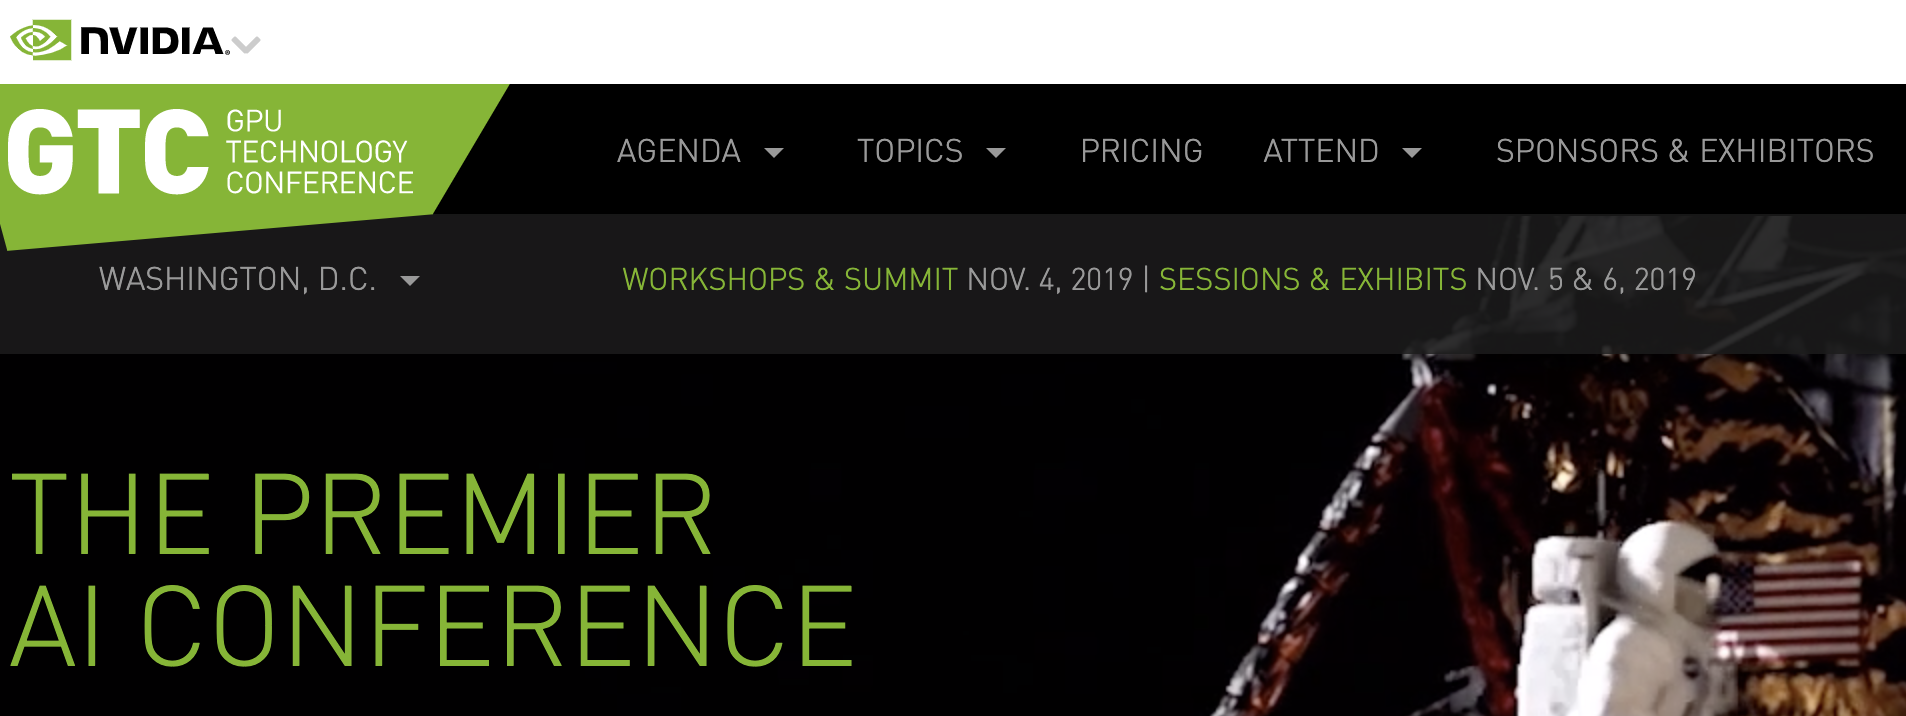 NVIDIA.
GTC
GPU
TECHNOLOGY
CONFERENCE
AGENDA
TOPICS
PRICING
ATTEND
SPONSORS & EXHIBITORS
WASHINGTON, D.C.
WORKSHOPS & SUMMIT NOV. 4, 2019 | SESSIONS & EXHIBITS NOV. 5 & 6, 2019
THE PREMIER
AI CONFERENCE